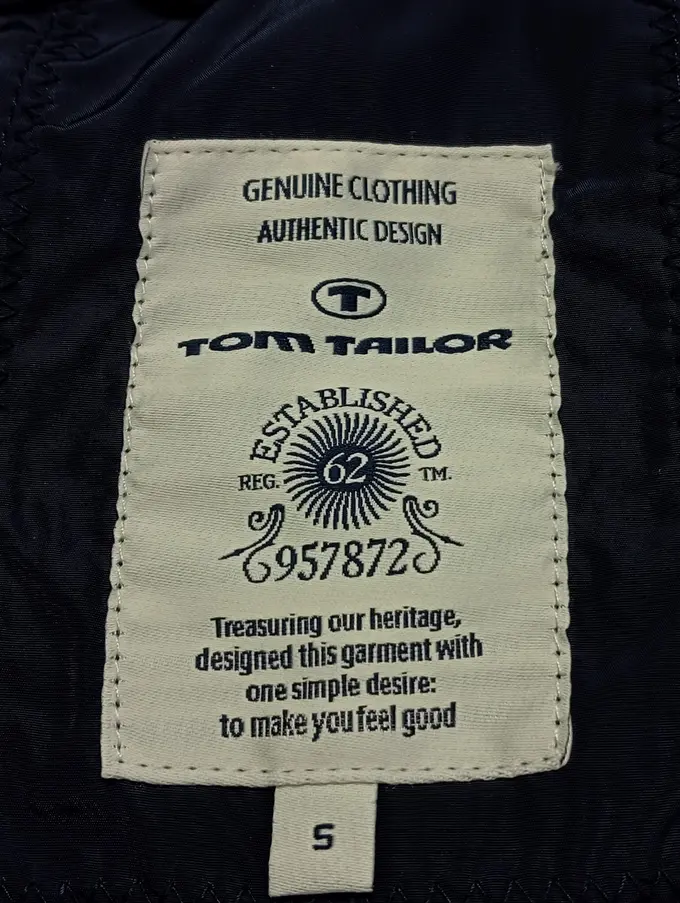 GENUINE CLOTHING
AUTHENTIC DESIGN
T
TOM TAILOR
ESTABLISHED
REG. 62 TM.
957872
Treasuring our heritage,
designed this garment with
one simple desire:
to make you feel good
S